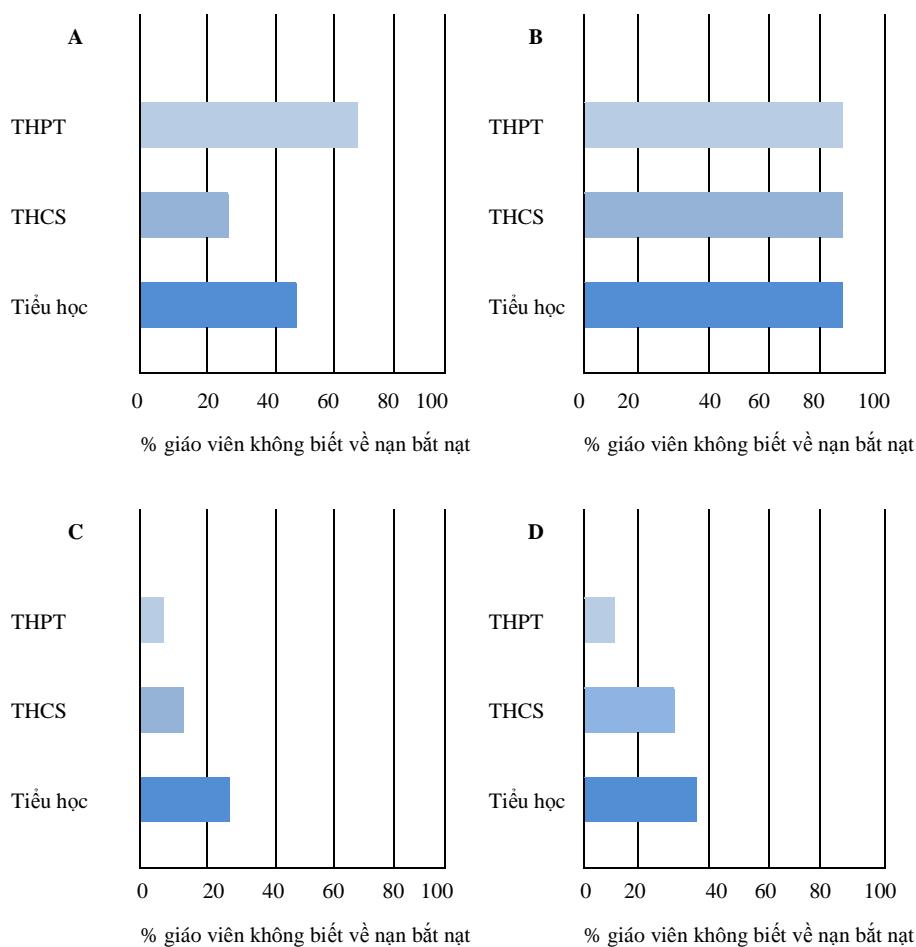 A
THPT
THCS
Tiểu học
0 20 40 60 80 100
% giáo viên không biết về nạn bắt nạt
B
THPT
THCS
Tiểu học
0 20 40 60 80 100
% giáo viên không biết về nạn bắt nạt
C
THPT
THCS
Tiểu học
0 20 40 60 80 100
% giáo viên không biết về nạn bắt nạt
D
THPT
THCS
Tiểu học
0 20 40 60 80 100
% giáo viên không biết về nạn bắt nạt